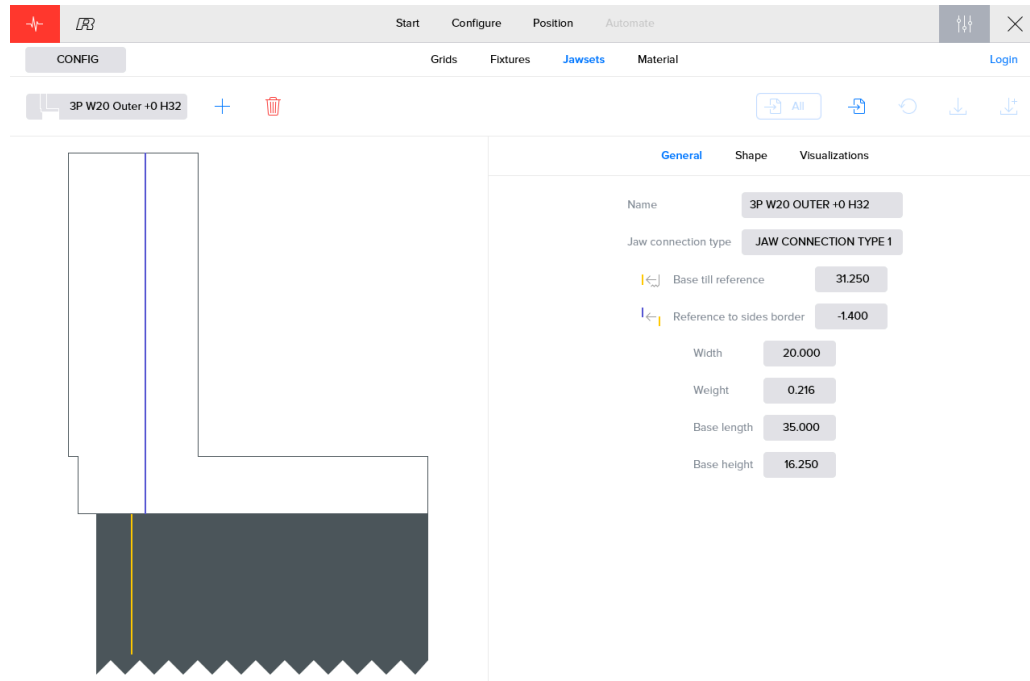 Start Configure Position Automate
CONFIG Grids Fixtures Jawsets Material Login
3P W20 Outer +0 H32 All
General Shape Visualizations
Name 3P W20 OUTER +0 H32
Jaw connection type JAW CONNECTION TYPE 1
Base till reference 31.250
Reference to sides border -1.400
Width 20.000
Weight 0.216
Base length 35.000
Base height 16.250